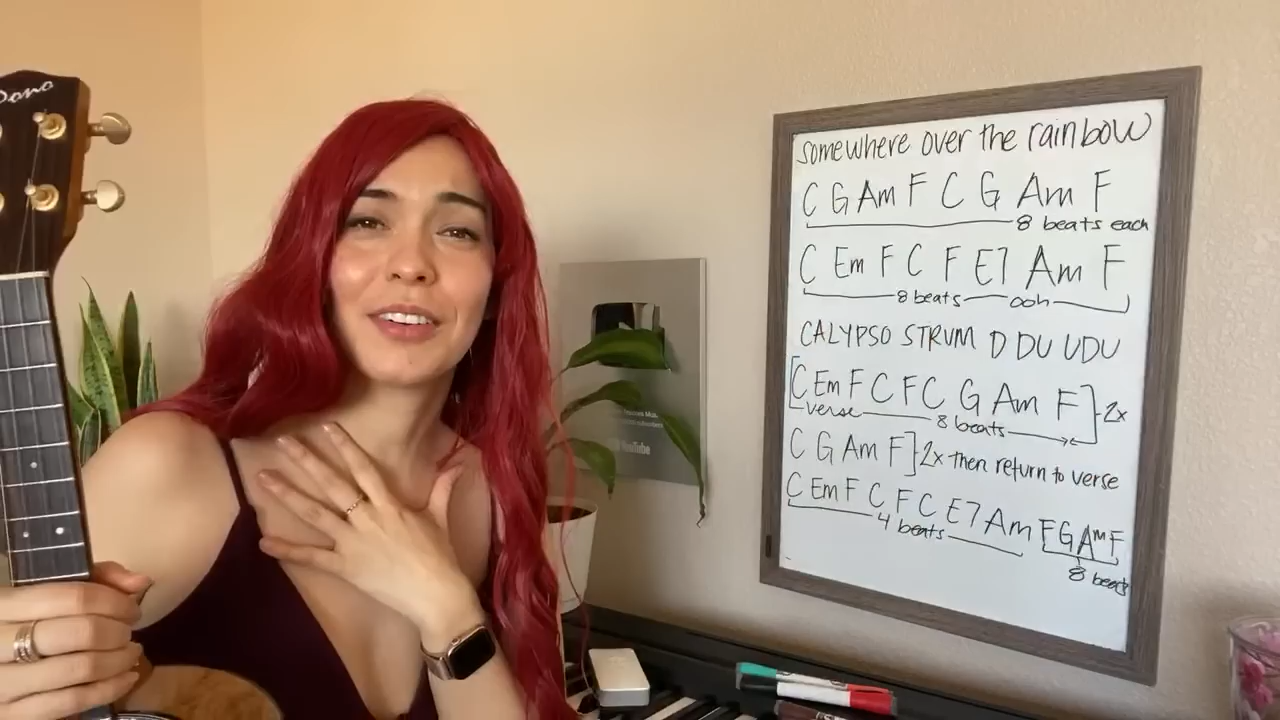 Dono
somewhere over the rainbow
C G Am F C G Am F
8 beats each
C Em F C F E7 Am F
8 beats ooh
CALYPSO STRUM D DU UDU
[C Em F C F C G Am F] 2x
verse 8 beats
C G Am F] 2x then return to verse
C Em F C F C E7 Am F G Am F
4 beats
8 beats
YouTube